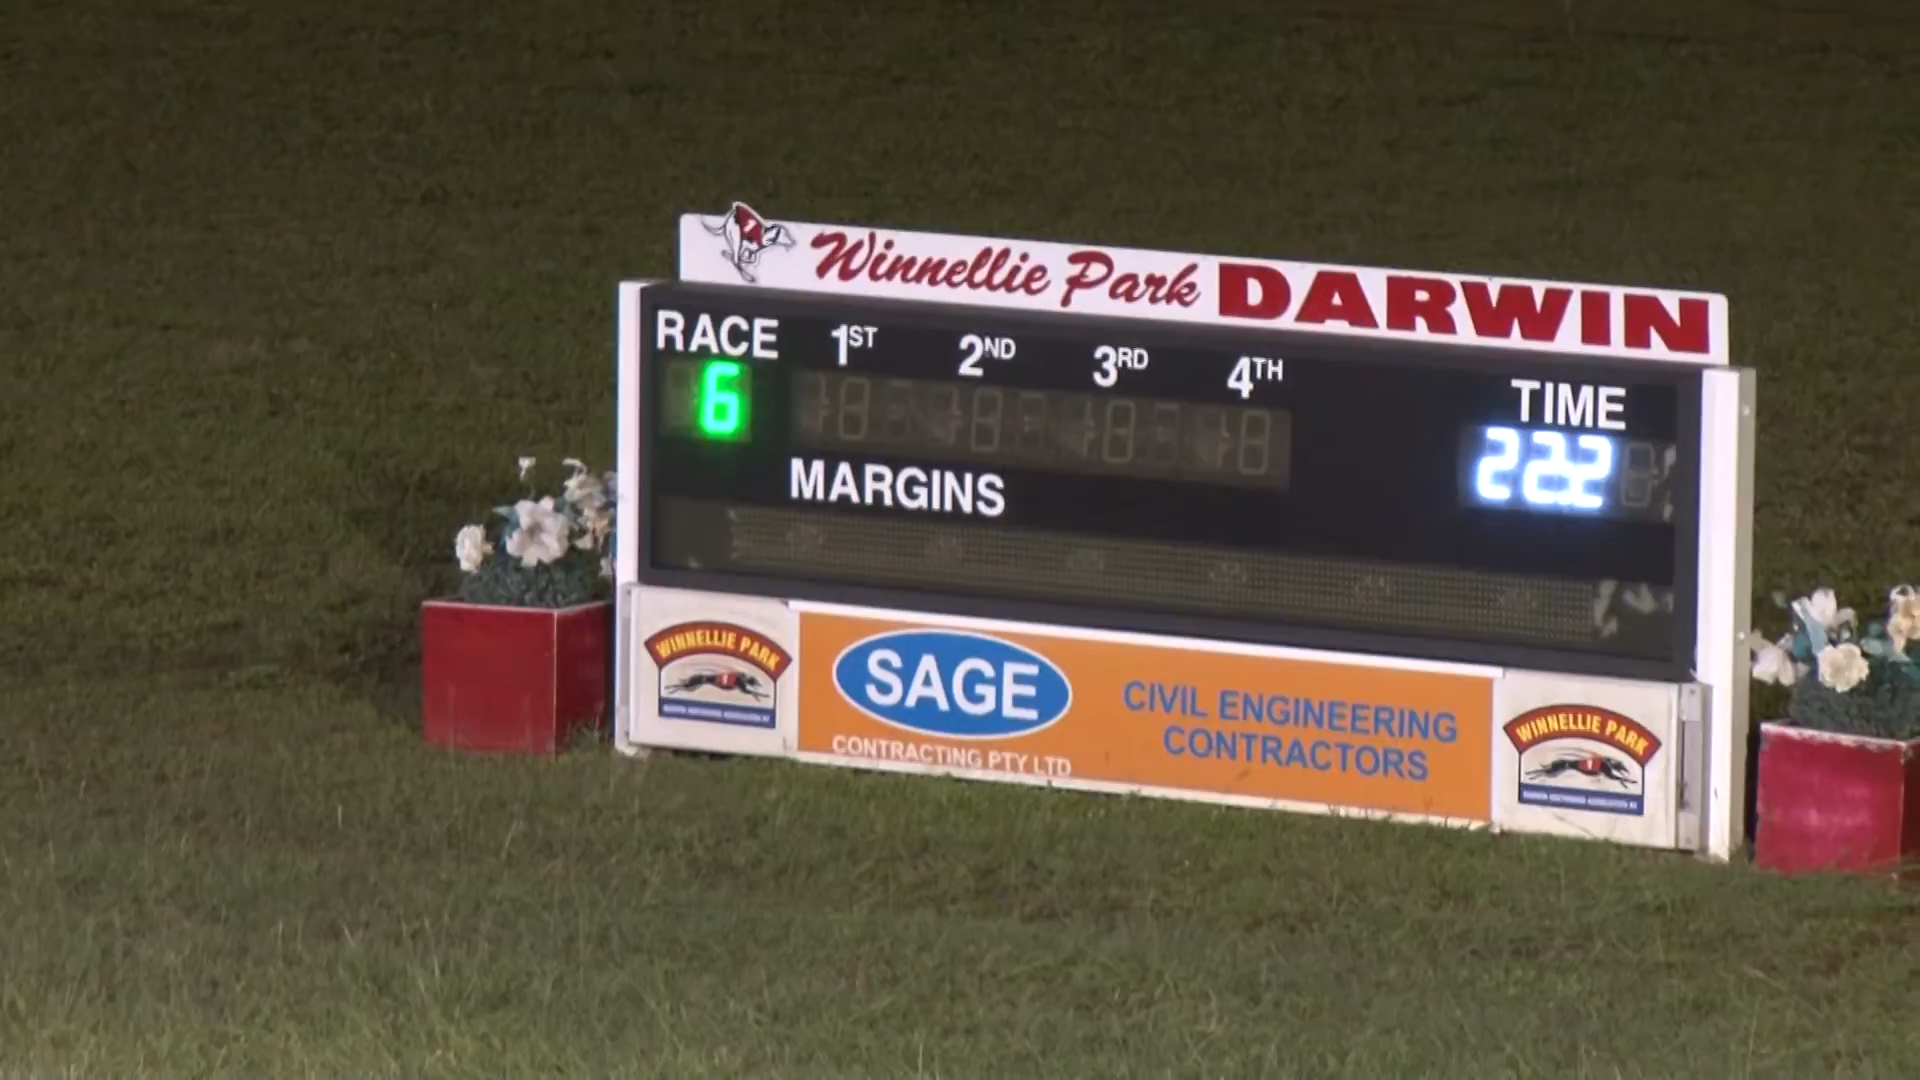 Winnellie Park DARWIN
RACE 1ST 2ND 3RD 4TH TIME
6 22.2
MARGINS
WINNELLIE PARK
SAGE
CONTRACTING PTY LTD
CIVIL ENGINEERING
CONTRACTORS
WINNELLIE PARK